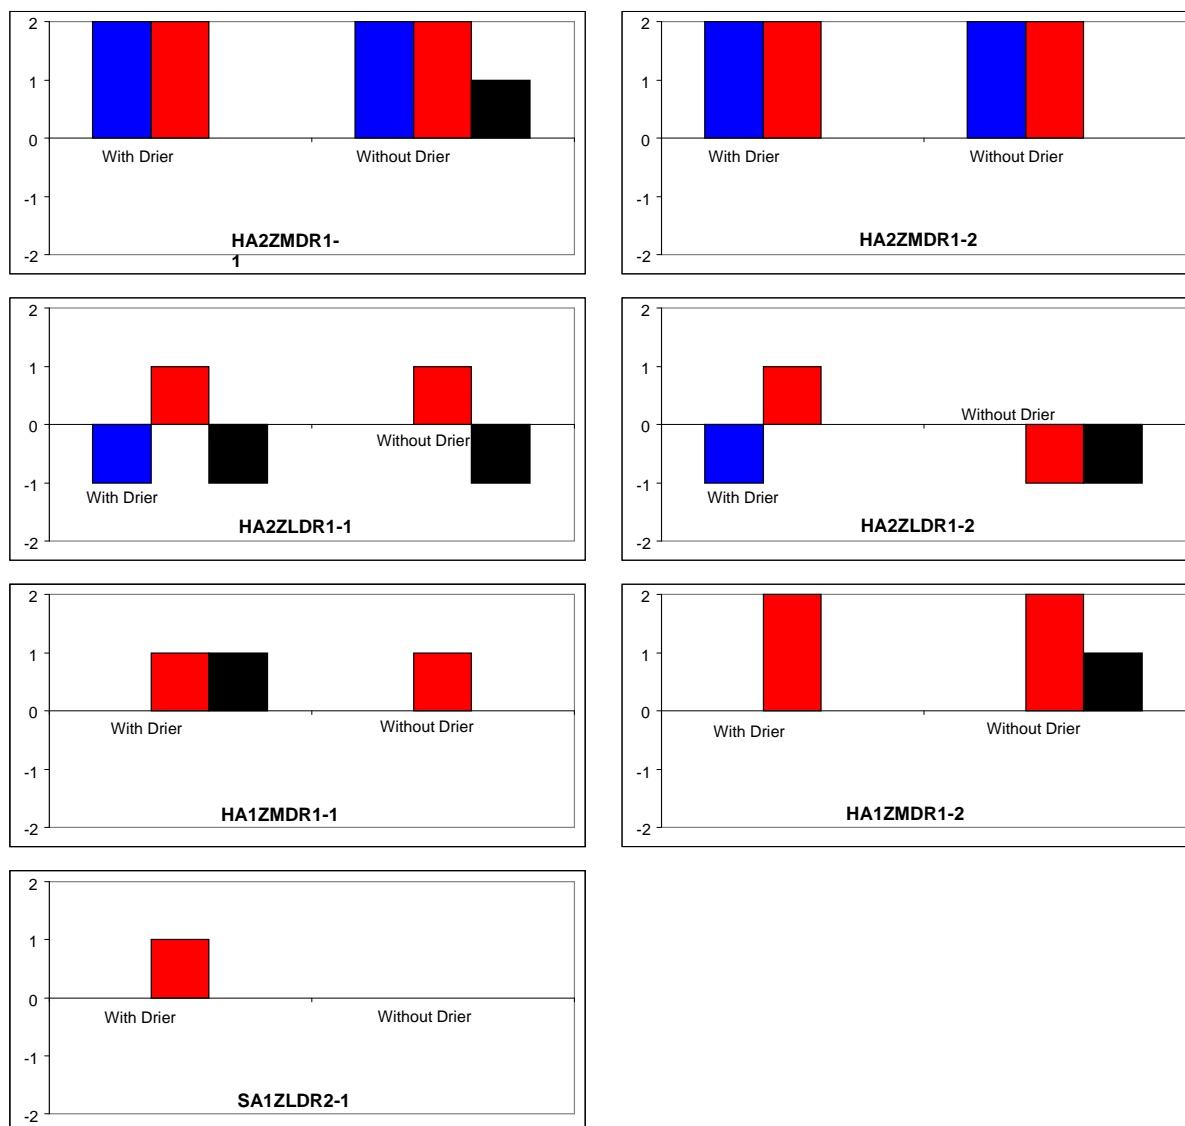 2
1
0
-1
-2
With Drier
Without Drier
HA2ZMDR1-
1
2
1
0
-1
-2
With Drier
Without Drier
HA2ZMDR1-2
2
1
0
-1
-2
With Drier
Without Drier
HA2ZLDR1-1
2
1
0
-1
-2
With Drier
Without Drier
HA2ZLDR1-2
2
1
0
-1
-2
With Drier
Without Drier
HA1ZMDR1-1
2
1
0
-1
-2
With Drier
Without Drier
HA1ZMDR1-2
2
1
0
-1
-2
With Drier
Without Drier
SA1ZLDR2-1